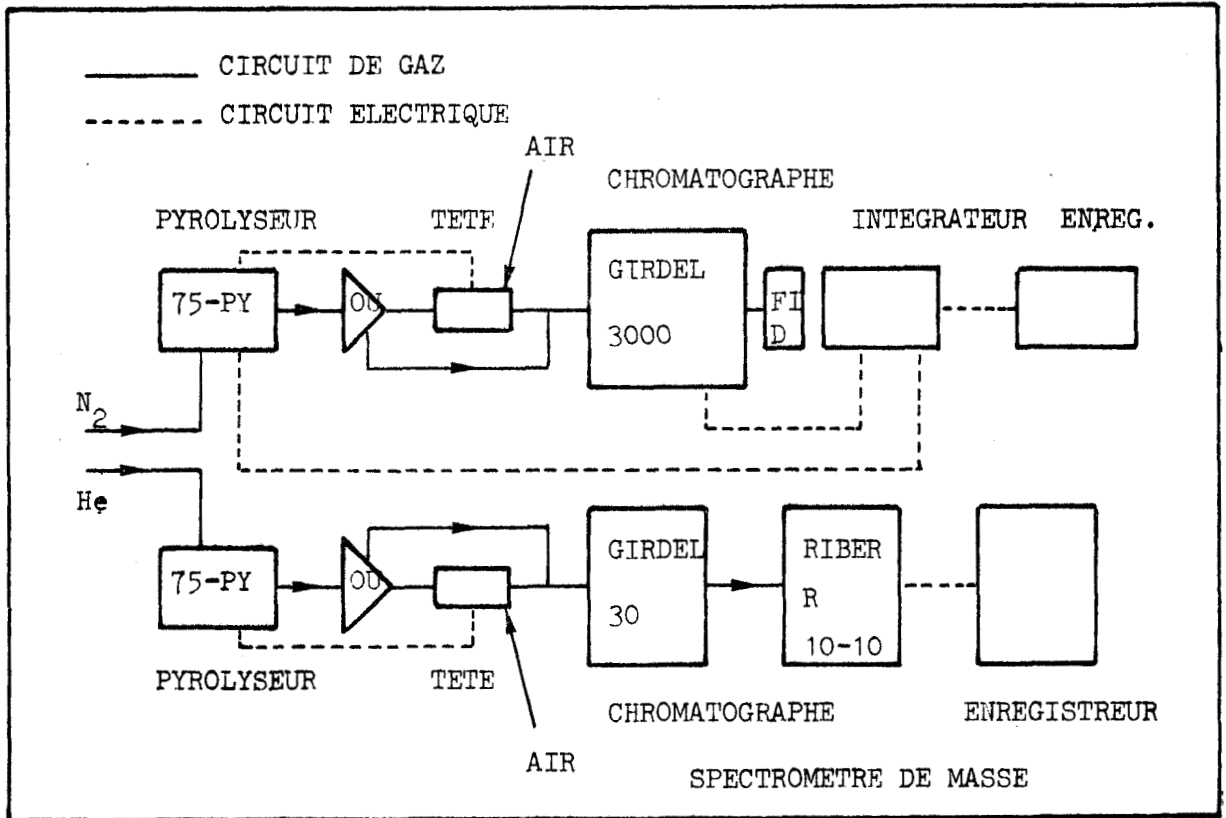 CIRCUIT DE GAZ
CIRCUIT ELECTRIQUE
AIR
CHROMATOGRAPHE
PYROLYSEUR
TETE
INTEGRATEUR
ENREG.
75-PY
OU
GIRDEL
3000
FI
D
N2
He
75-PY
OU
GIRDEL
30
RIBER
R
10-10
PYROLYSEUR
TETE
CHROMATOGRAPHE
ENREGISTREUR
AIR
SPECTROMETRE DE MASSE